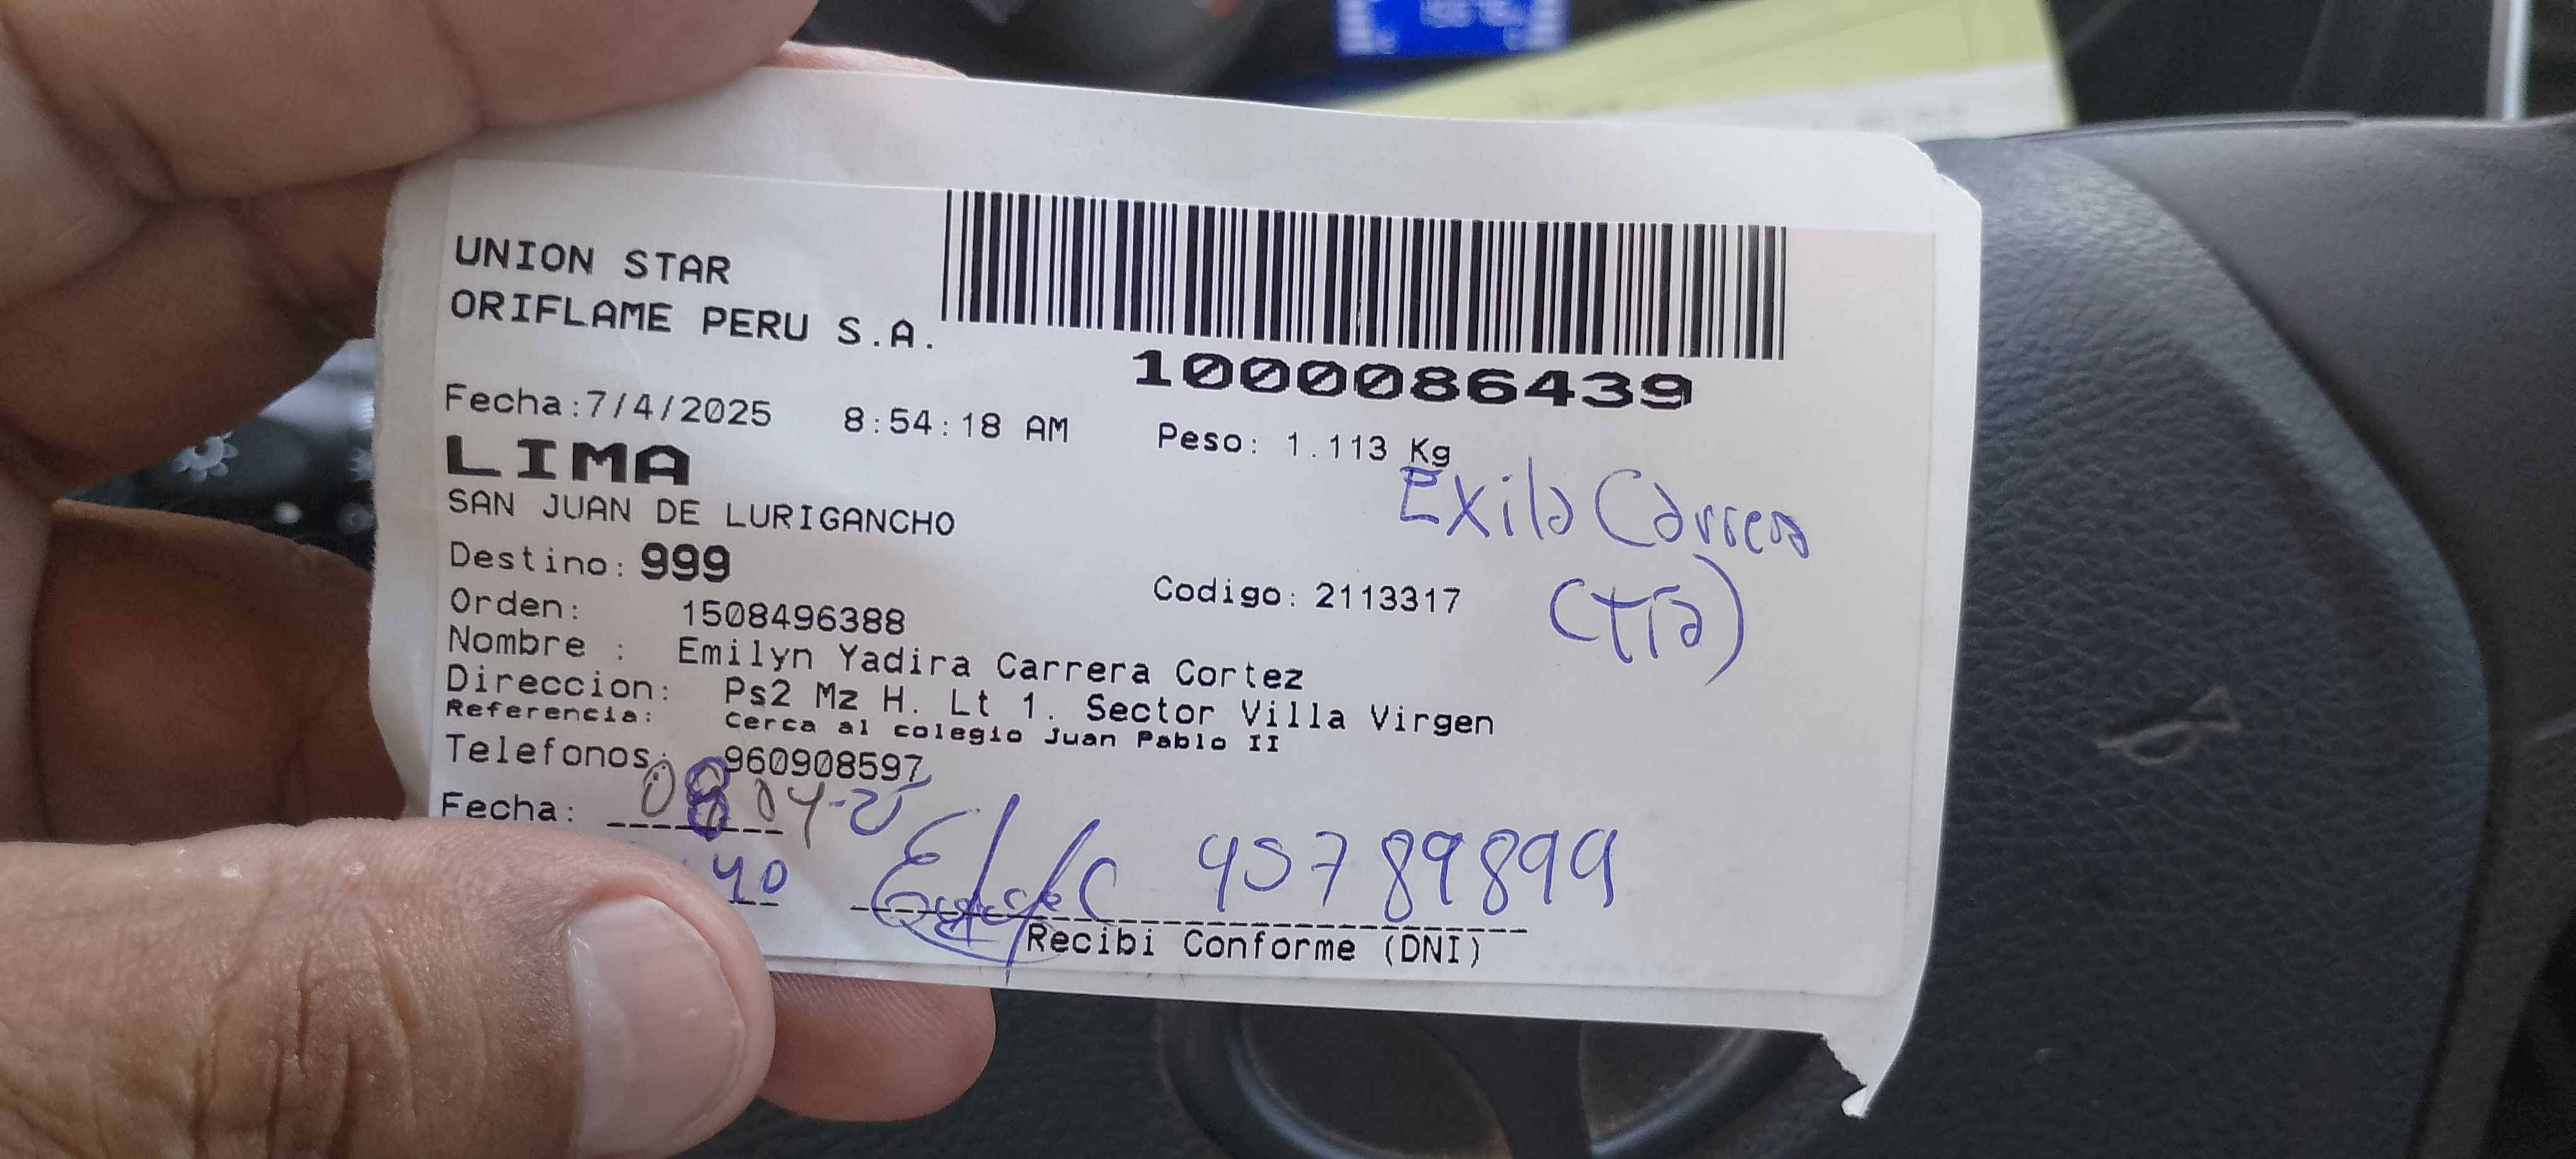 UNION STAR
ORIFLAME PERU S.A.
1000086439
Fecha:7/4/2025 8:54:18 AM Peso: 1.113 Kg
LIMA
SAN JUAN DE LURIGANCHO
Exila Carrera
Destino: 999
Orden: 1508496388 Codigo: 2113317
(tia)
Nombre : Emilyn Yadira Carrera Cortez
Direccion: Ps2 Mz H. Lt 1. Sector Villa Virgen
Referencia: Cerca al colegio Juan Pablo II
Telefonos: 960908597
Fecha: 08 04-25
40 45789899
Recibi Conforme (DNI)